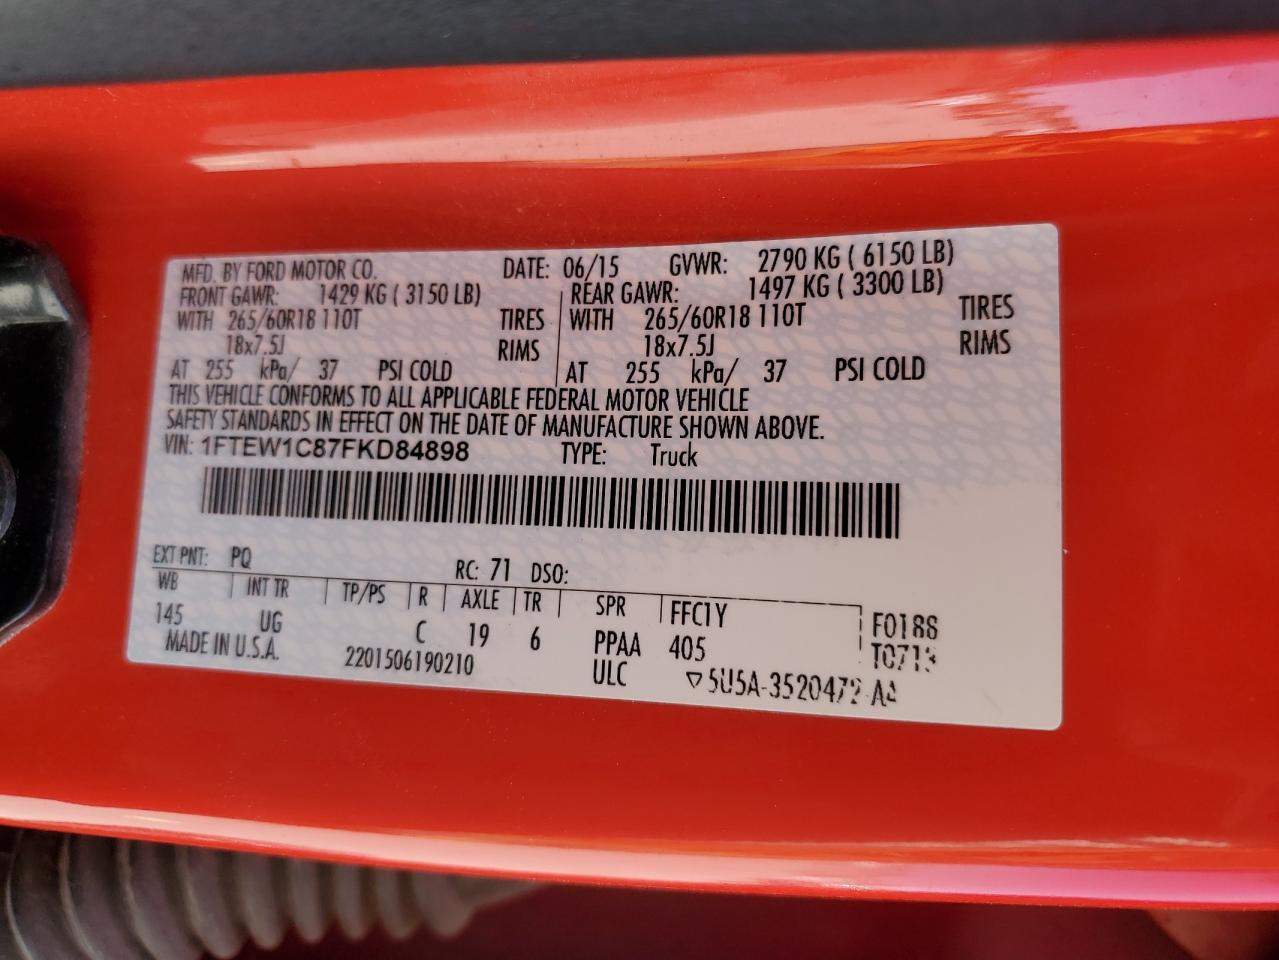 MFD. BY FORD MOTOR CO. DATE: 06/15 GVWR: 2790 KG ( 6150 LB)
FRONT GAWR: 1429 KG ( 3150 LB) REAR GAWR: 1497 KG ( 3300 LB)
WITH 265/60R18 110T TIRES WITH 265/60R18 110T TIRES
18x7.5J RIMS 18x7.5J RIMS
AT 255 kPa/ 37 PSI COLD AT 255 kPa/ 37 PSI COLD
THIS VEHICLE CONFORMS TO ALL APPLICABLE FEDERAL MOTOR VEHICLE
SAFETY STANDARDS IN EFFECT ON THE DATE OF MANUFACTURE SHOWN ABOVE.
VIN: 1FTEW1C87FKD84898 TYPE: Truck
EXT PNT: PQ RC: 71 DSO:
WB INT TR TP/PS R AXLE TR SPR FFC1Y F0188
145 UG C 19 6 PPAA 405 T0713
MADE IN U.S.A. 2201506190210 ULC ▽5U5A-3520472-AA